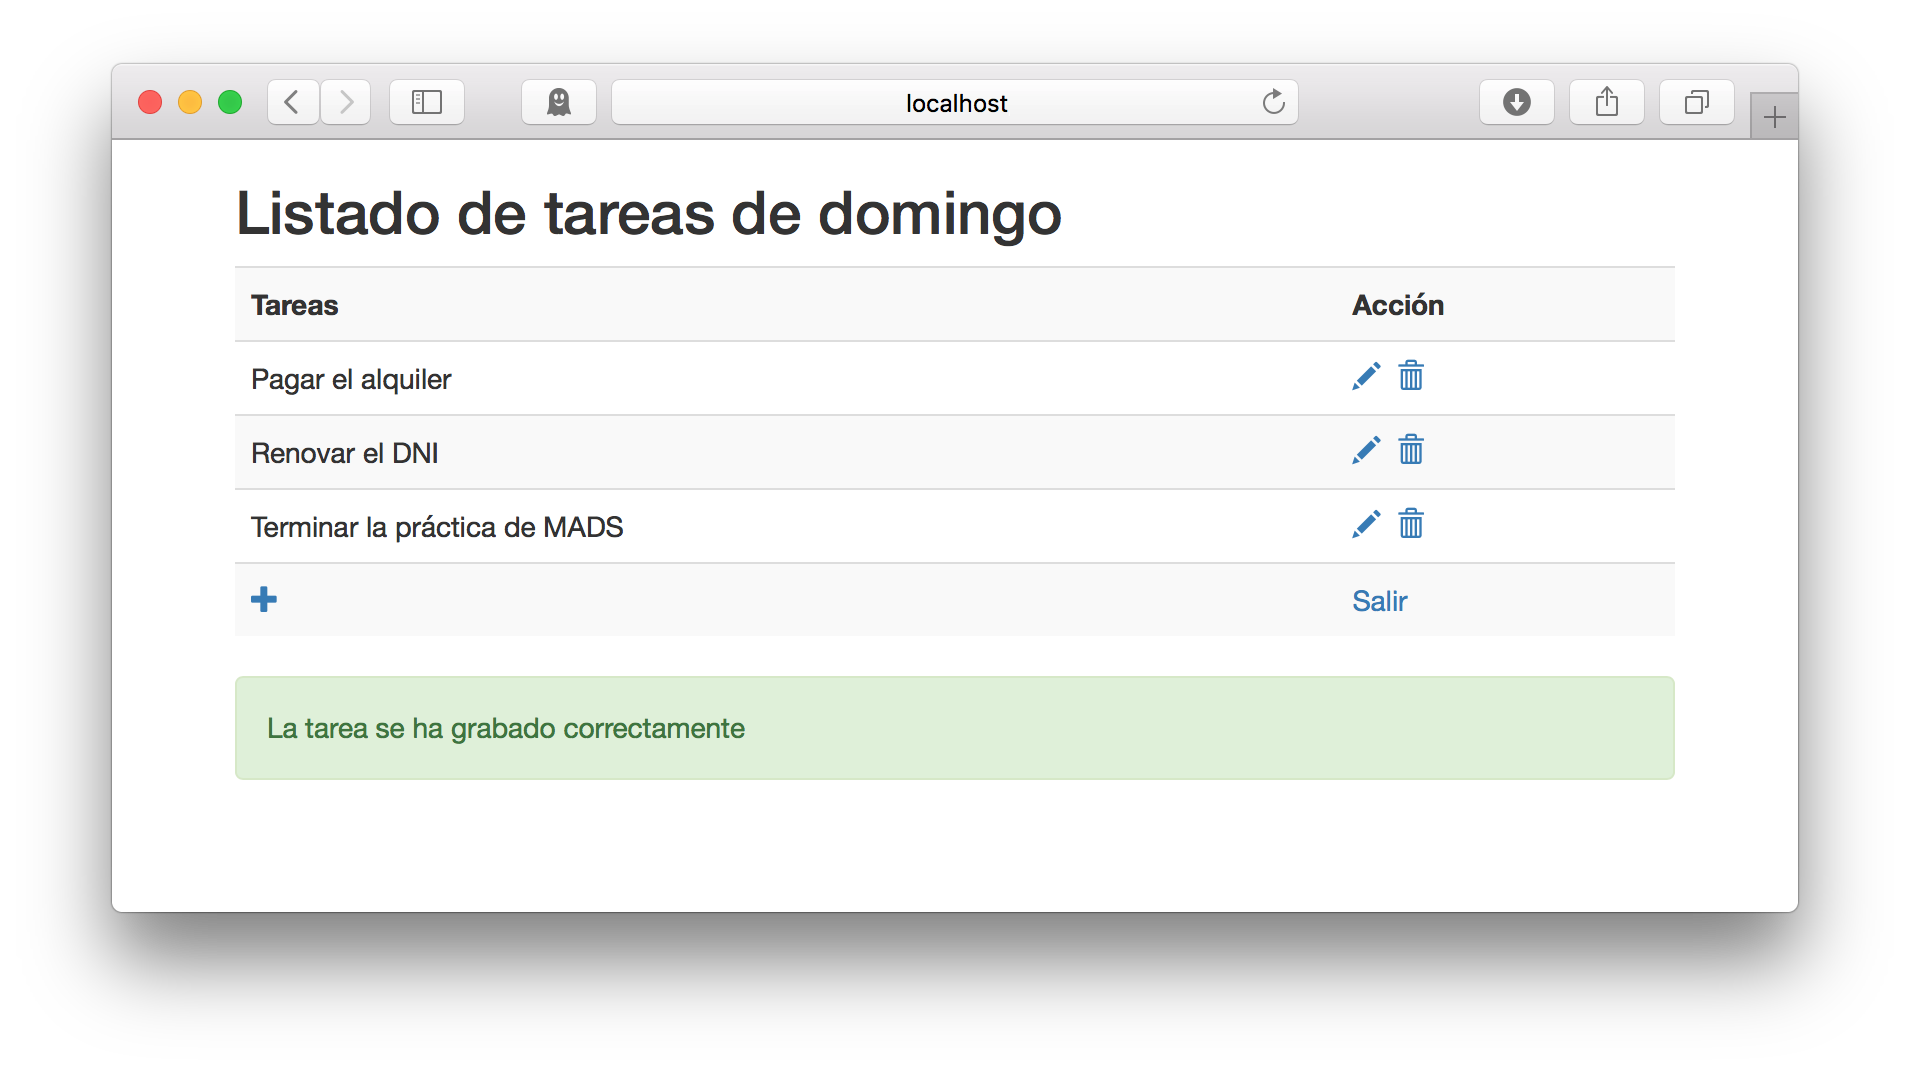 localhost
Listado de tareas de domingo
Tareas Acción
Pagar el alquiler
Renovar el DNI
Terminar la práctica de MADS
Salir
La tarea se ha grabado correctamente